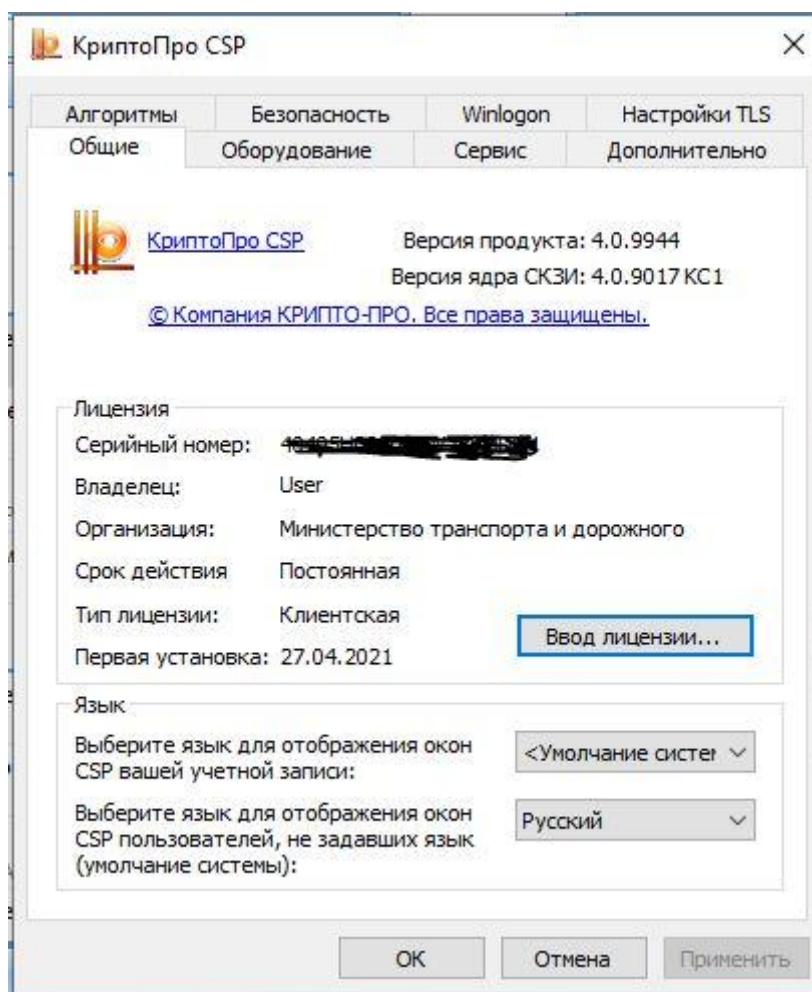 КриптоПро CSP
Алгоритмы Безопасность Winlogon Настройки TLS
Общие Оборудование Сервис Дополнительно
КриптоПро CSP Версия продукта: 4.0.9944
Версия ядра СКЗИ: 4.0.9017 КС1
© Компания КРИПТО-ПРО. Все права защищены.
Лицензия
Серийный номер:
Владелец: User
Организация: Министерство транспорта и дорожного
Срок действия Постоянная
Тип лицензии: Клиентская
Ввод лицензии...
Первая установка: 27.04.2021
Язык
Выберите язык для отображения окон
CSP вашей учетной записи:
<Умолчание систег
Выберите язык для отображения окон
CSP пользователей, не задавших язык
(умолчание системы):
Русский
ОК Отмена Применить